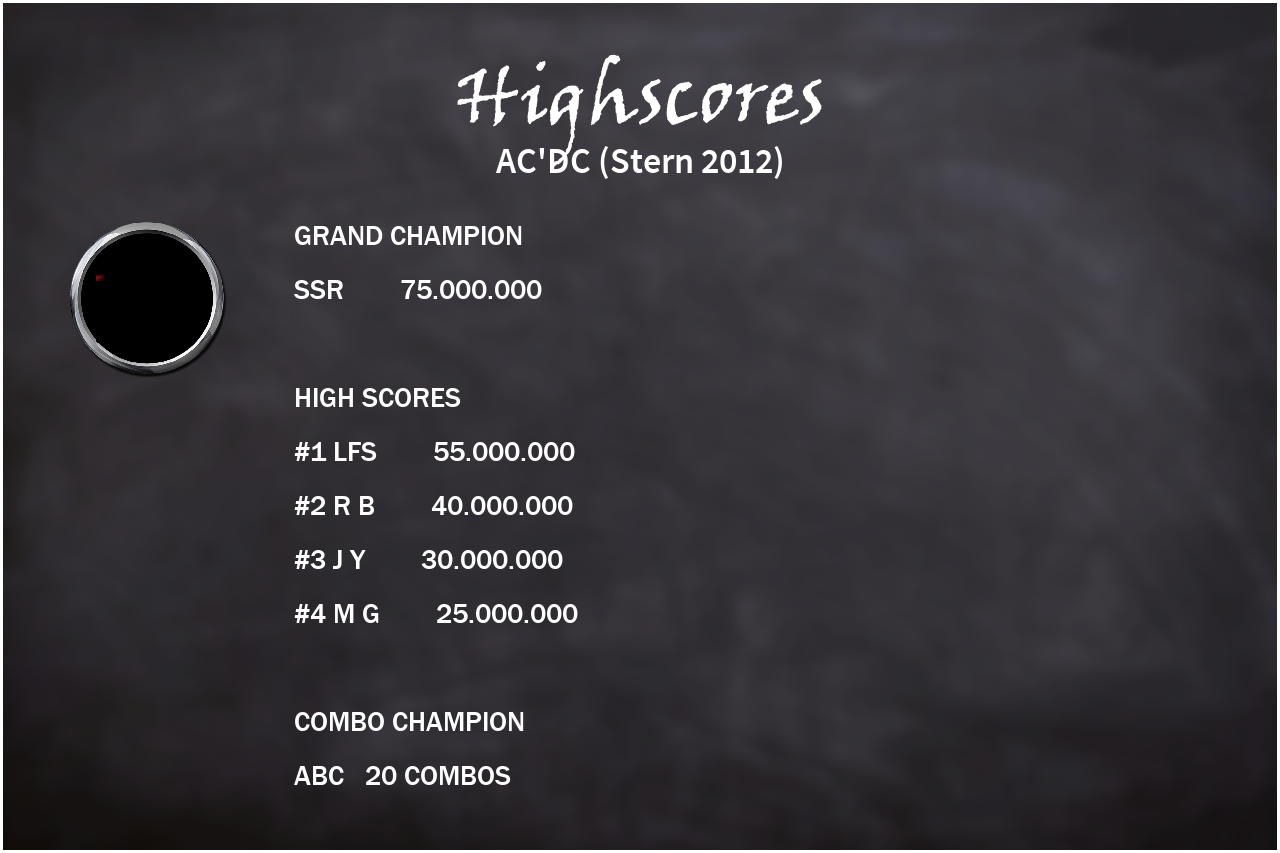 Highscores
AC'DC (Stern 2012)
GRAND CHAMPION
SSR 75.000.000
HIGH SCORES
#1 LFS 55.000.000
#2 R B 40.000.000
#3 J Y 30.000.000
#4 M G 25.000.000
COMBO CHAMPION
ABC 20 COMBOS